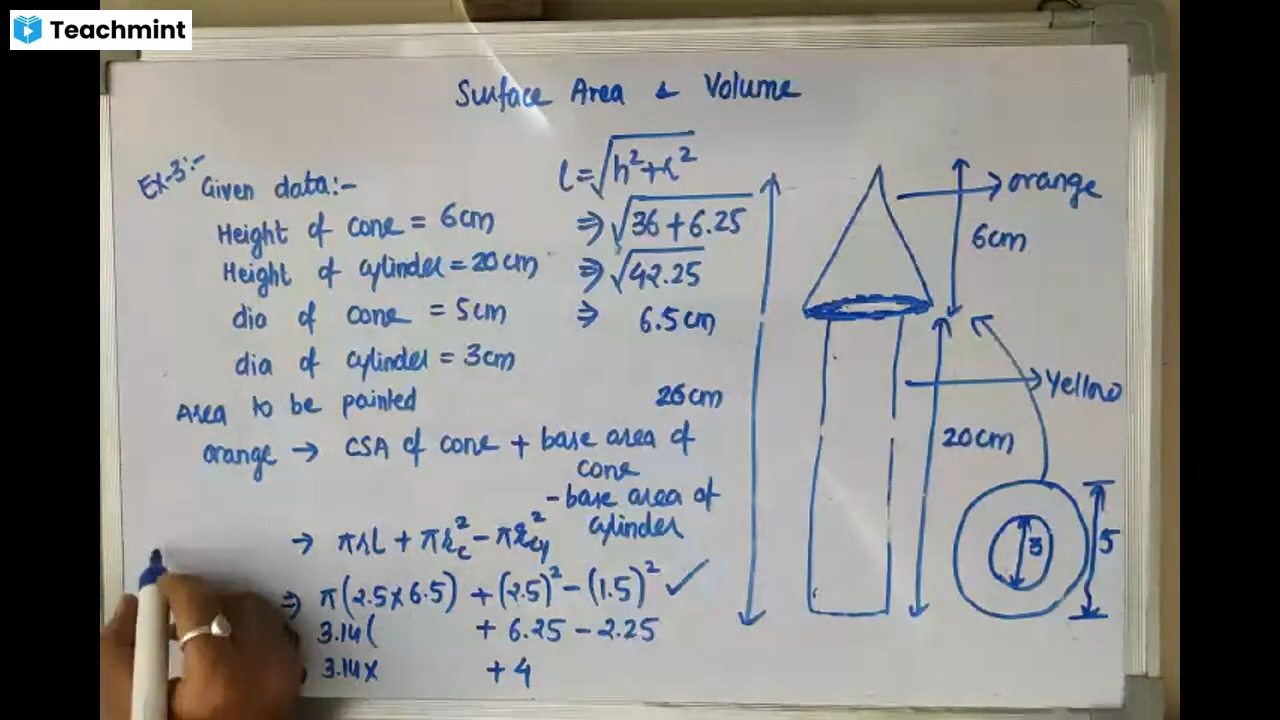 Teachmint
Surface Area & Volume
Ex-3:-
Given data:-
Height of cone = 6cm
Height of cylinder = 20cm
dia of cone = 5cm
dia of cylinder = 3cm
Area to be painted
orange → CSA of cone + base area of
cone
- base area of
cylinder
→ πrl + πr_c² - πr_cy²
⇒ π(2.5×6.5) + (2.5)² - (1.5)² ✓
3.14( + 6.25 - 2.25
3.14× + 4
l = √h²+r²
⇒ √36+6.25
⇒ √42.25
⇒ 6.5cm
26cm
orange
6cm
Yellow
20cm
3
5